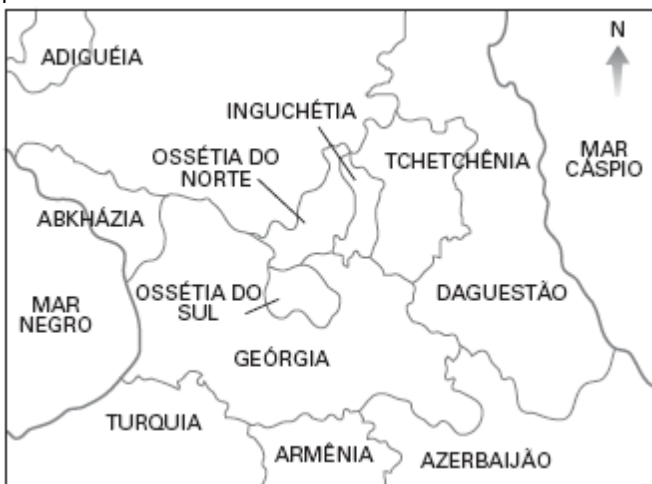 N
ADIGUÉIA
INGUCHÉTIA
OSSÉTIA DO
NORTE
TCHETCHÊNIA
MAR
CÁSPIO
ABKHÁZIA
MAR
NEGRO
OSSÉTIA DO
SUL
DAGUESTÃO
GEÓRGIA
TURQUIA
ARMÊNIA
AZERBAIJÃO